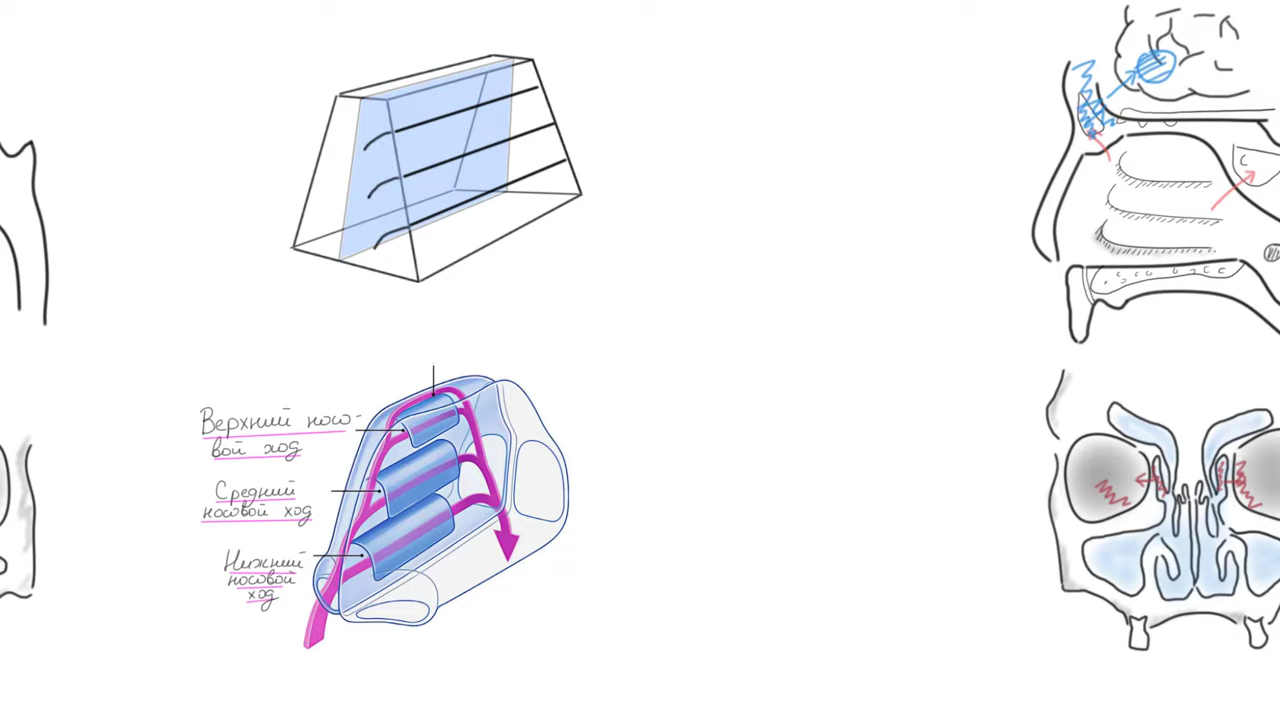 Верхний носо-
вой ход
Средний
носовой ход
Нижний
носовой
ход